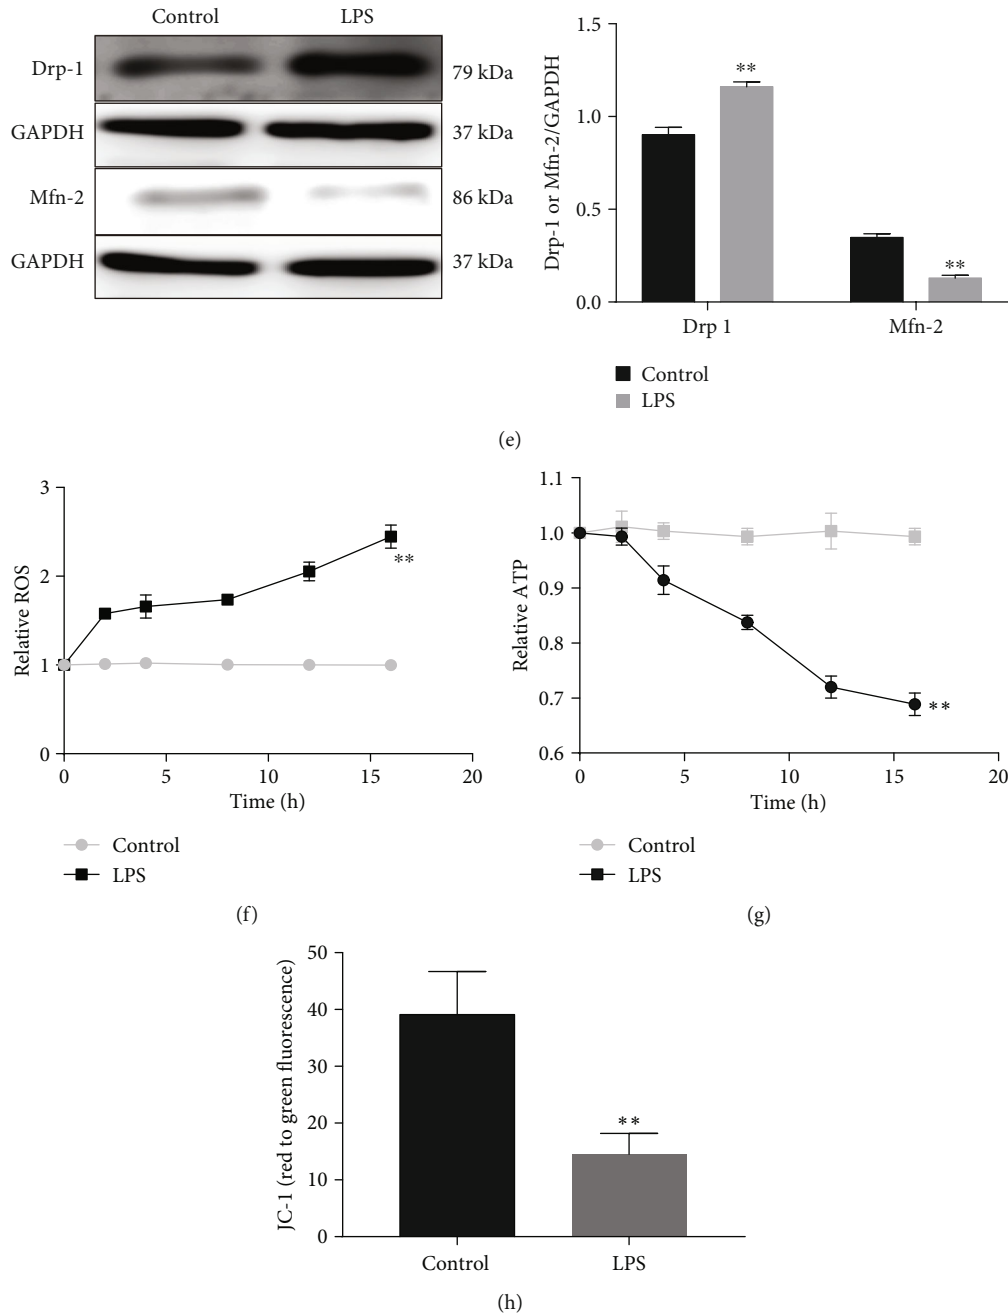 Control LPS
Drp-1 79 kDa
GAPDH 37 kDa
Mfn-2 86 kDa
GAPDH 37 kDa
Drp-1 or Mfn-2/GAPDH
1.5
1.0
0.5
0.0
**
**
Drp 1 Mfn-2
Control
LPS
(e)
Relative ROS
3
2
1
0
**
0 5 10 15 20
Time (h)
Control
LPS
(f)
Relative ATP
1.1
1.0
0.9
0.8
0.7
0.6
**
0 5 10 15 20
Time (h)
Control
LPS
(g)
JC-1 (red to green fluorescence)
50
40
30
20
10
0
**
Control LPS
(h)